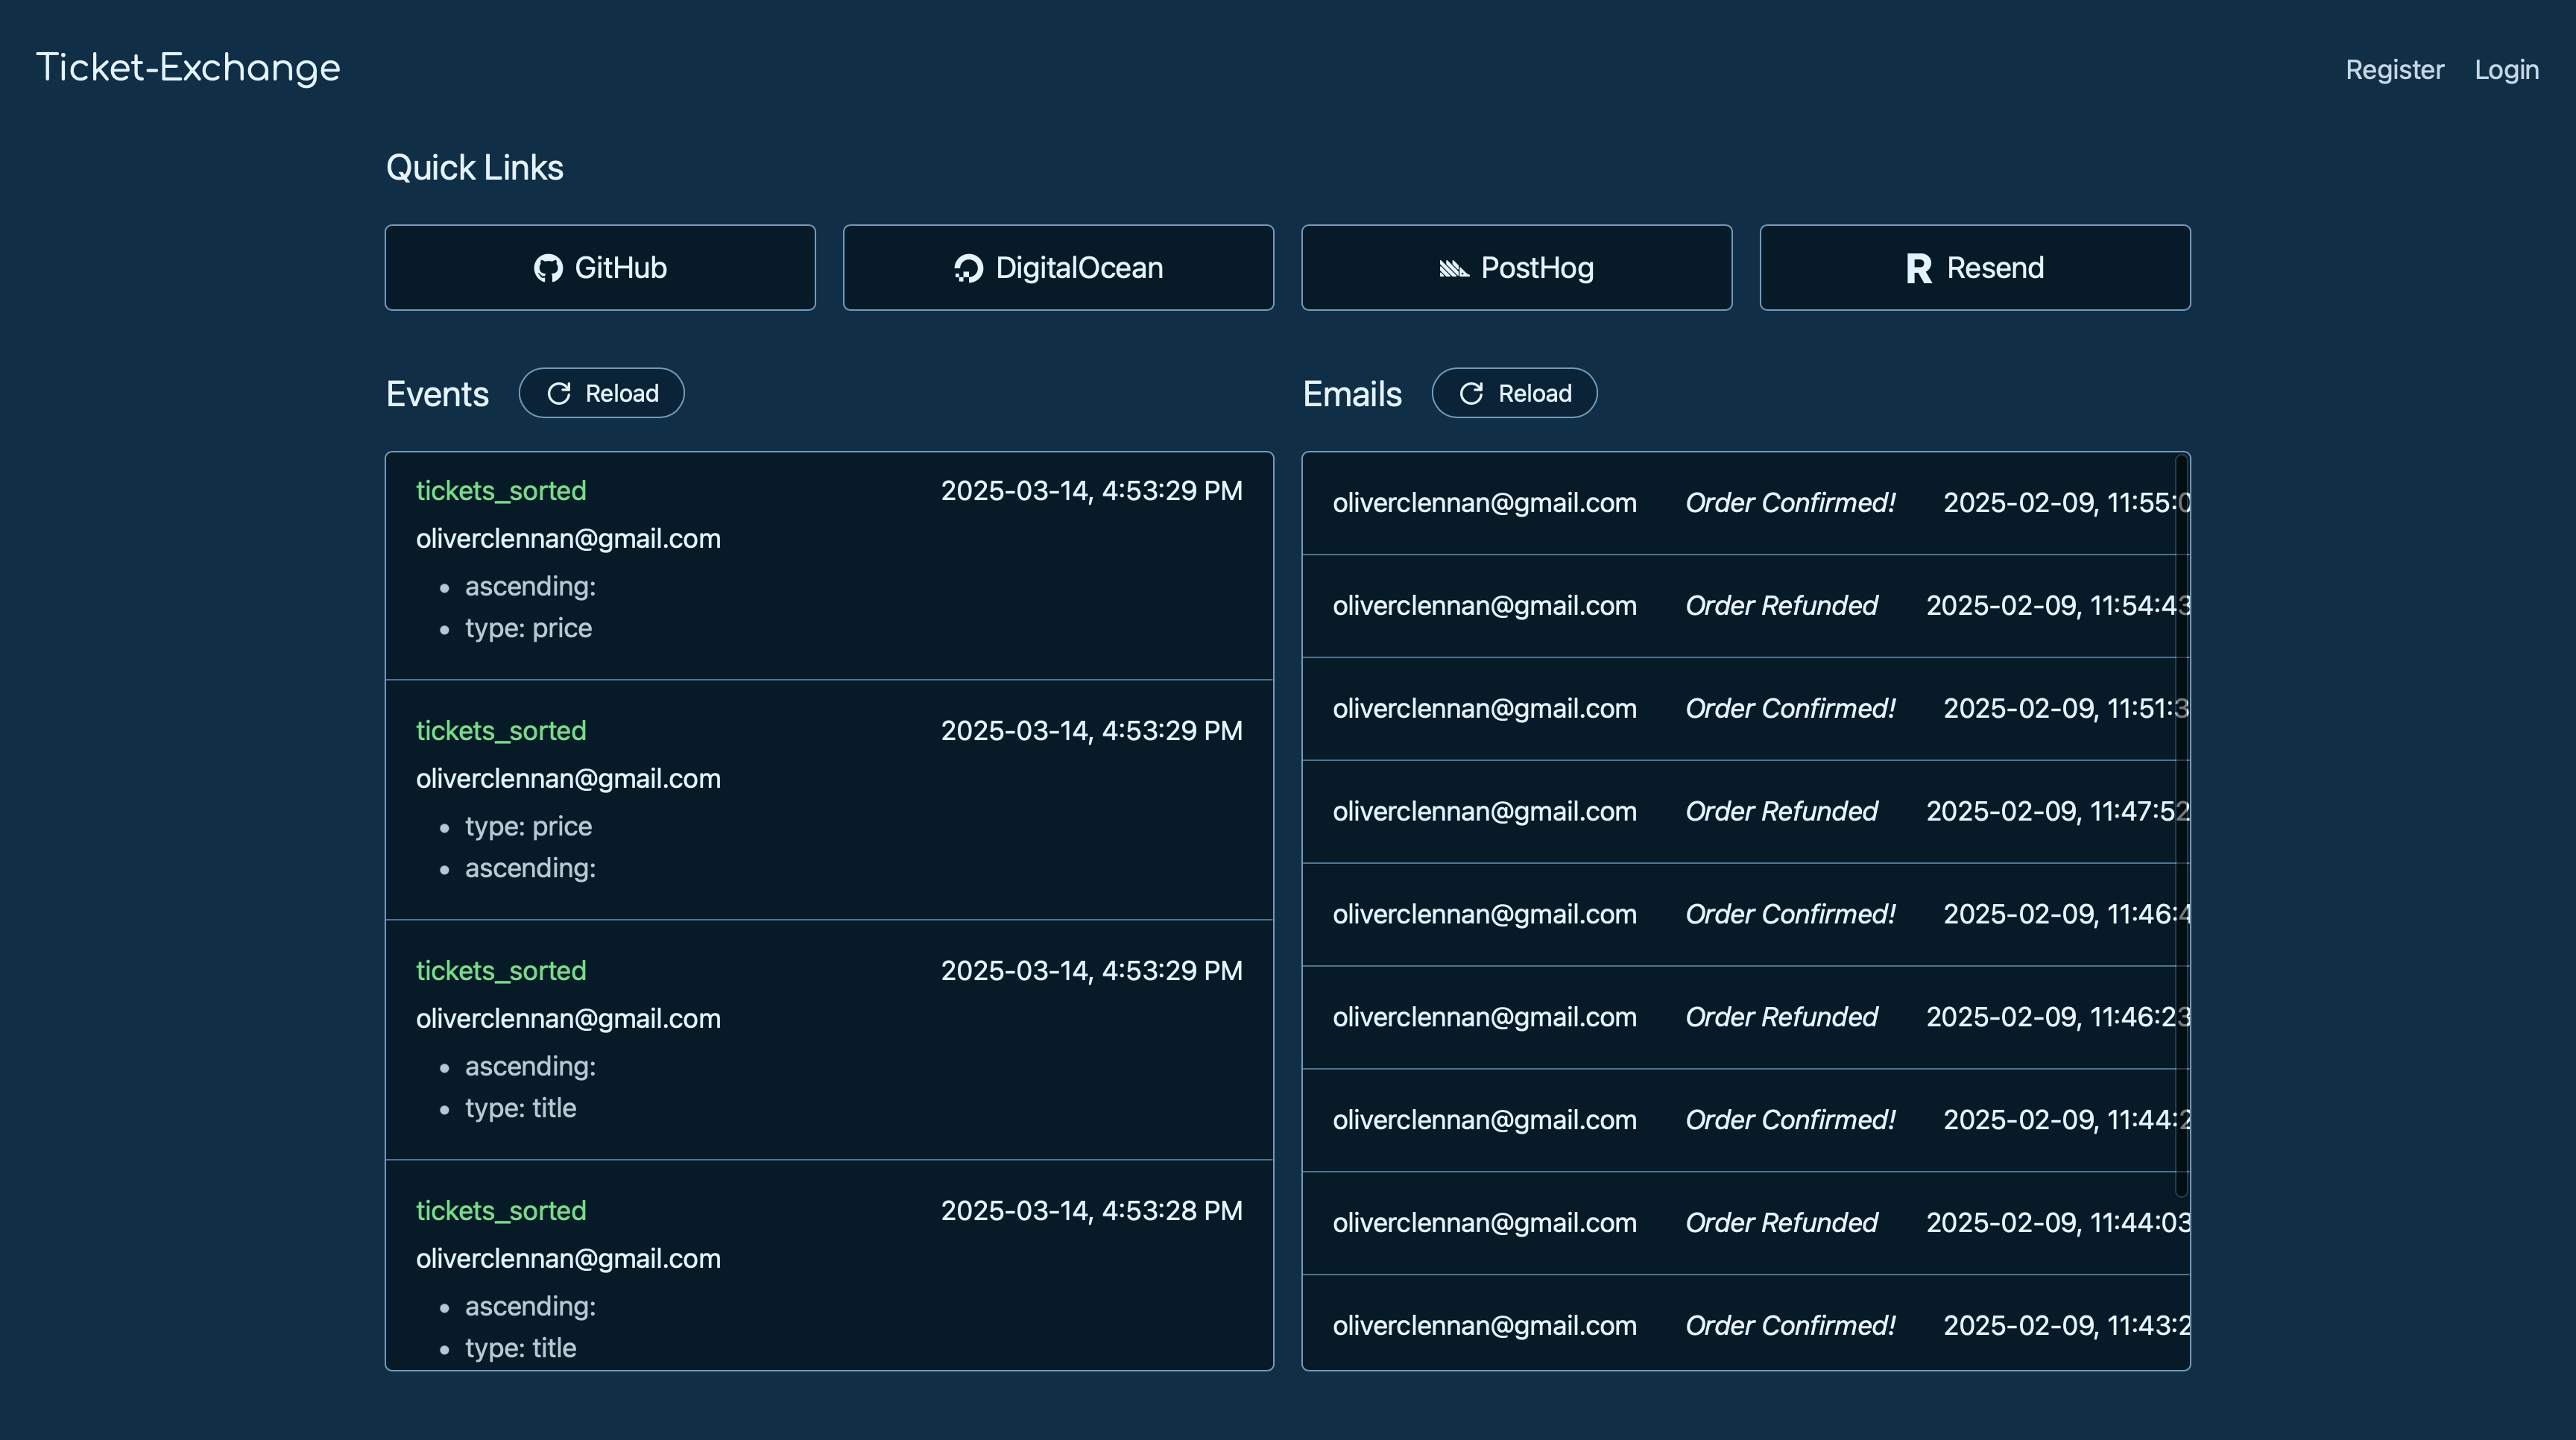 Ticket-Exchange
Register Login
Quick Links
GitHub
DigitalOcean
PostHog
Resend
Events Reload
tickets_sorted 2025-03-14, 4:53:29 PM
oliverclennan@gmail.com
• ascending:
• type: price
tickets_sorted 2025-03-14, 4:53:29 PM
oliverclennan@gmail.com
• type: price
• ascending:
tickets_sorted 2025-03-14, 4:53:29 PM
oliverclennan@gmail.com
• ascending:
• type: title
tickets_sorted 2025-03-14, 4:53:28 PM
oliverclennan@gmail.com
• ascending:
• type: title
Emails Reload
oliverclennan@gmail.com Order Confirmed! 2025-02-09, 11:55:0
oliverclennan@gmail.com Order Refunded 2025-02-09, 11:54:43
oliverclennan@gmail.com Order Confirmed! 2025-02-09, 11:51:3
oliverclennan@gmail.com Order Refunded 2025-02-09, 11:47:52
oliverclennan@gmail.com Order Confirmed! 2025-02-09, 11:46:4
oliverclennan@gmail.com Order Refunded 2025-02-09, 11:46:23
oliverclennan@gmail.com Order Confirmed! 2025-02-09, 11:44:2
oliverclennan@gmail.com Order Refunded 2025-02-09, 11:44:03
oliverclennan@gmail.com Order Confirmed! 2025-02-09, 11:43:2